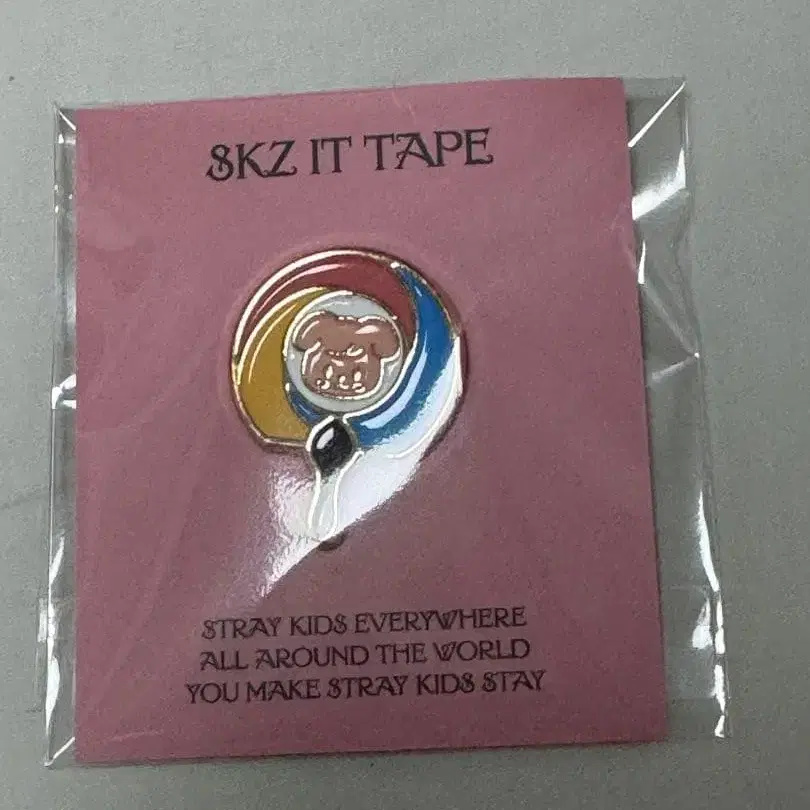 SKZ IT TAPE
STRAY KIDS EVERYWHERE
ALL AROUND THE WORLD
YOU MAKE STRAY KIDS STAY